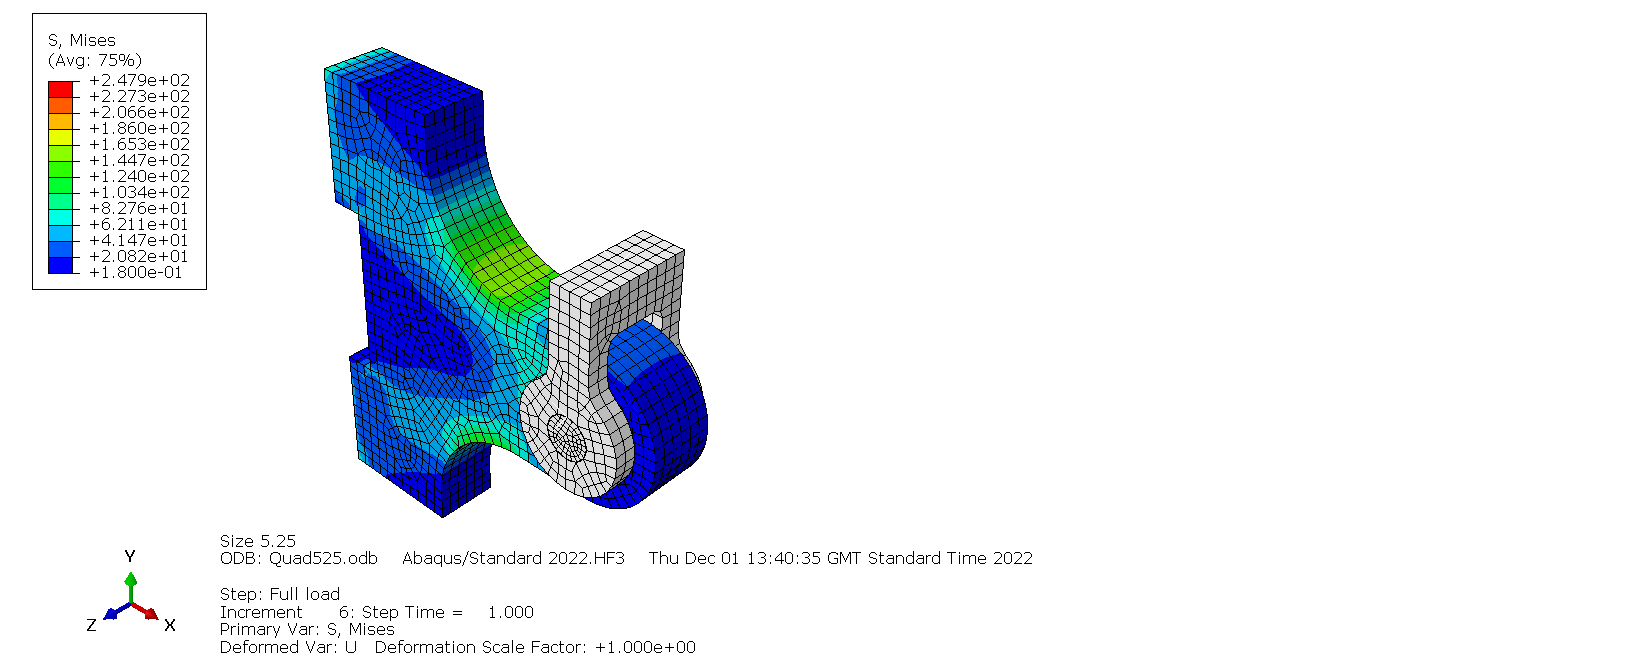 S, Mises
(Avg: 75%)
+2.479e+02
+2.273e+02
+2.066e+02
+1.860e+02
+1.653e+02
+1.447e+02
+1.240e+02
+1.034e+02
+8.276e+01
+6.211e+01
+4.147e+01
+2.082e+01
+1.800e-01
Size 5.25
ODB: Quad525.odb Abaqus/Standard 2022.HF3 Thu Dec 01 13:40:35 GMT Standard Time 2022
Y
Z
X
Step: Full load
Increment 6: Step Time = 1.000
Primary Var: S, Mises
Deformed Var: U Deformation Scale Factor: +1.000e+00